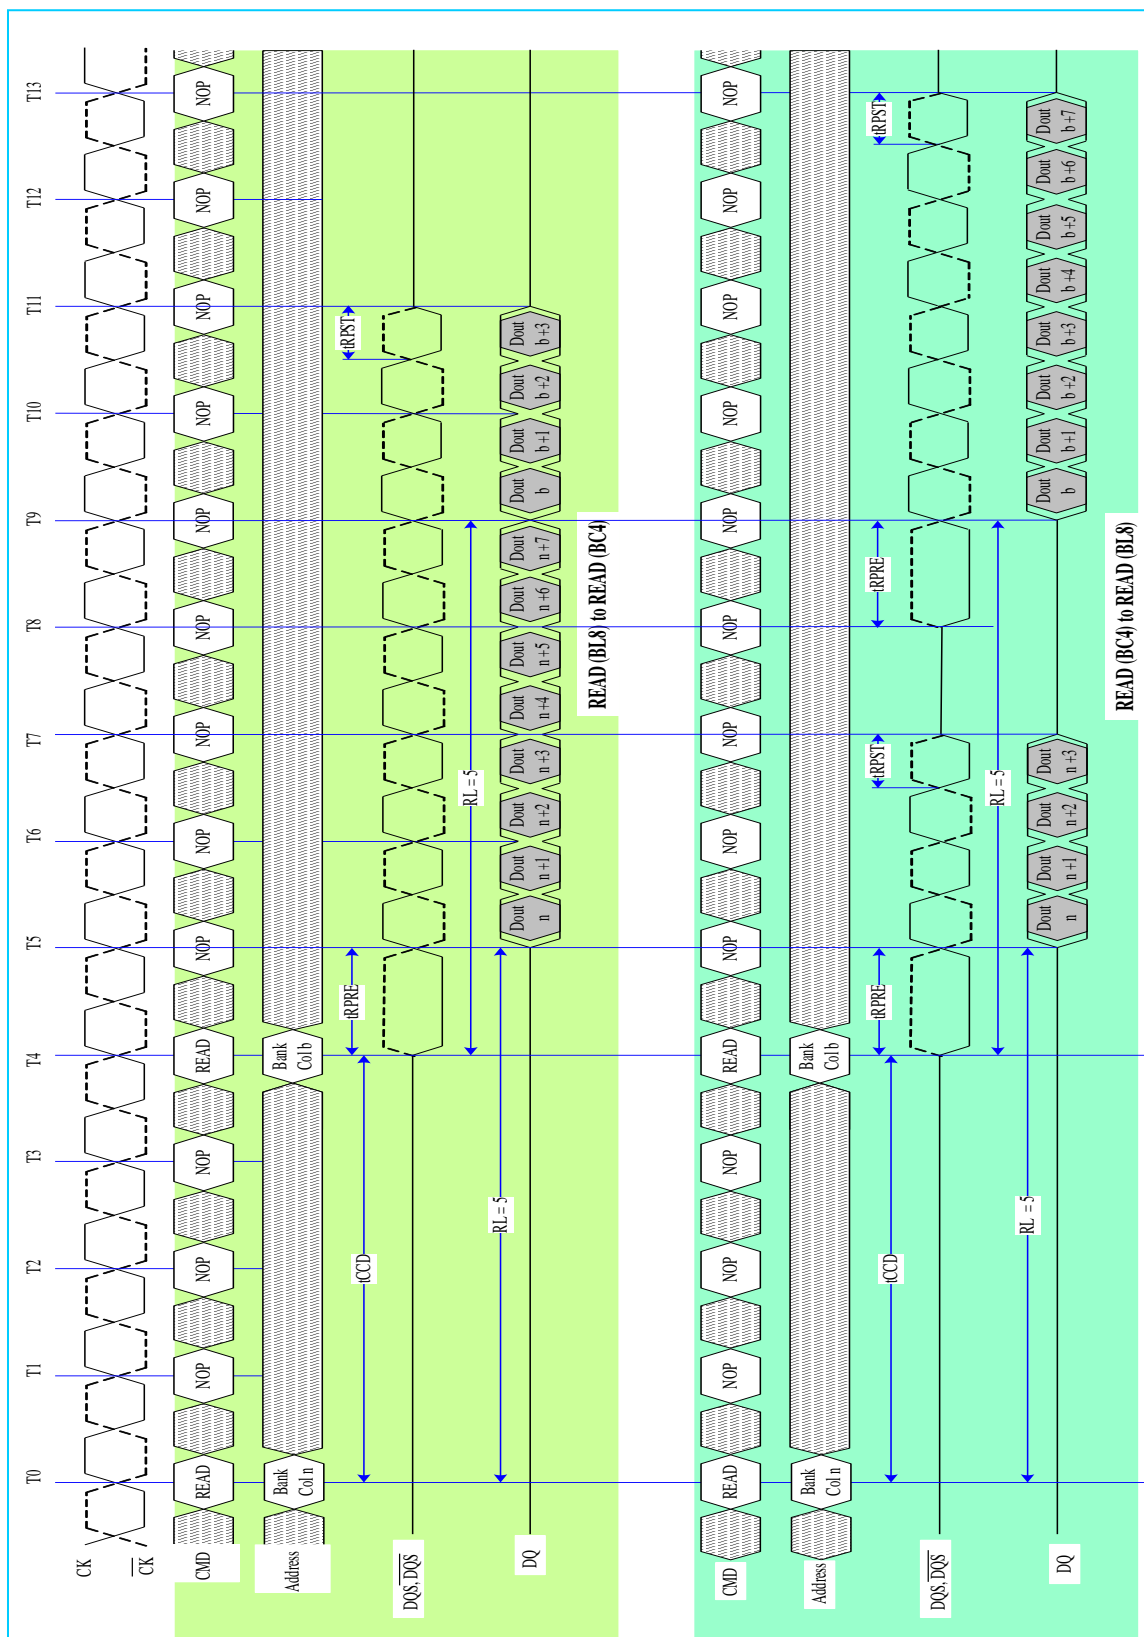 T0 T1 T2 T3 T4 T5 T6 T7 T8 T9 T10 T11 T12 T13
CK
CK
CMD READ NOP NOP NOP READ NOP NOP NOP NOP NOP NOP NOP NOP NOP
Address Bank Col n Bank Col b
tCCD tRPRE tRPST
DQS, DQS
RL = 5
RL = 5
DQ Dout n Dout n+1 Dout n+2 Dout n+3 Dout n+4 Dout n+5 Dout n+6 Dout n+7 Dout b Dout b+1 Dout b+2 Dout b+3
READ (BL8) to READ (BC4)
CMD READ NOP NOP NOP READ NOP NOP NOP NOP NOP NOP NOP NOP NOP
Address Bank Col n Bank Col b
tCCD tRPRE tRPST tRPRE tRPST
DQS, DQS
RL = 5
RL = 5
DQ Dout n Dout n+1 Dout n+2 Dout n+3 Dout b Dout b+1 Dout b+2 Dout b+3 Dout b+4 Dout b+5 Dout b+6 Dout b+7
READ (BC4) to READ (BL8)